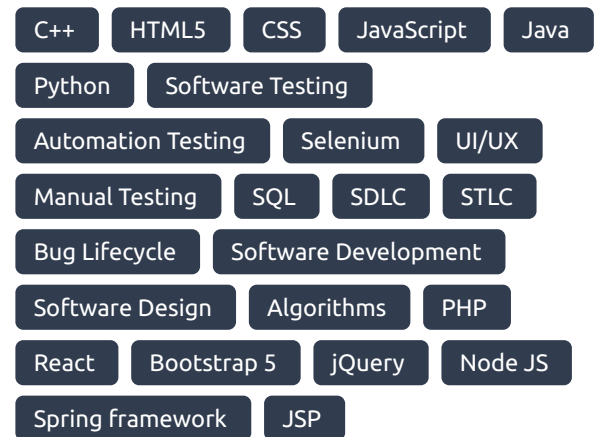 C++ HTML5 CSS JavaScript Java
Python Software Testing
Automation Testing Selenium UI/UX
Manual Testing SQL SDLC STLC
Bug Lifecycle Software Development
Software Design Algorithms PHP
React Bootstrap 5 jQuery Node JS
Spring framework JSP